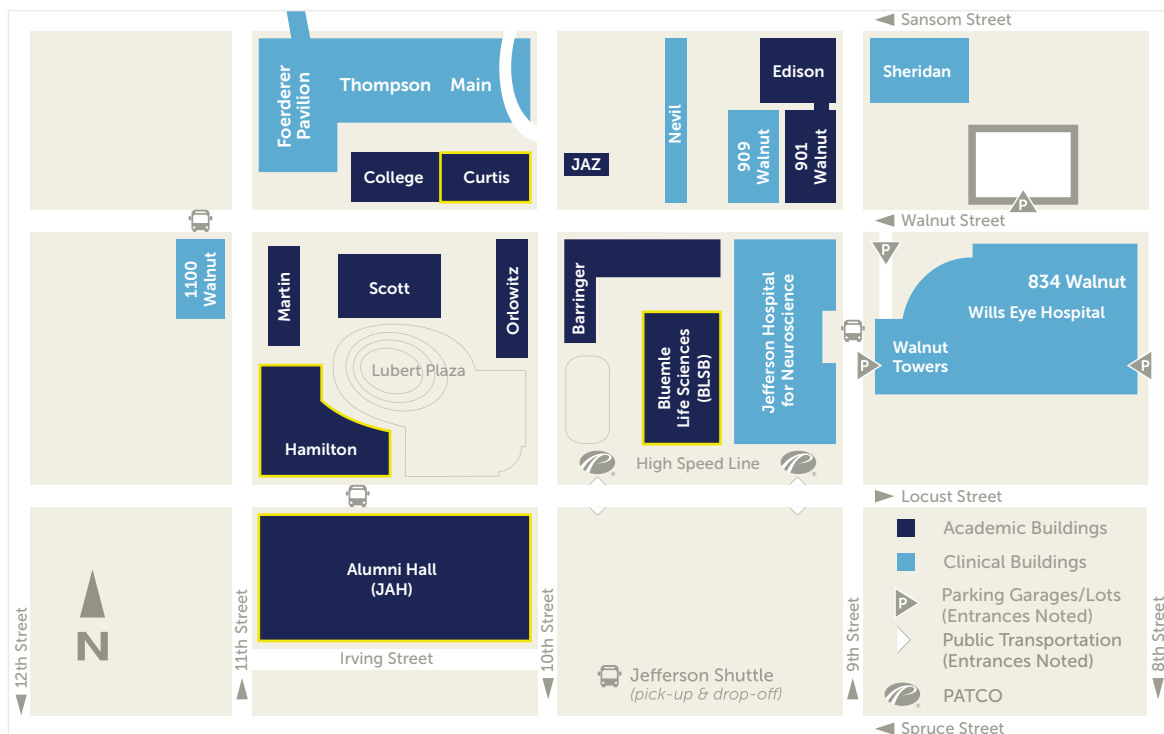 Sansom Street
Foerderer
Pavilion
Thompson
Main
Nevil
Edison
Sheridan
College
Curtis
JAZ
909
Walnut
901
Walnut
P
Walnut Street
1100
Walnut
Martin
Scott
Orlowitz
Barringer
Bluemle
Life Sciences
(BLSB)
Jefferson Hospital
for Neuroscience
P
834 Walnut
Wills Eye Hospital
Walnut
Towers
P
P
Lubert Plaza
Hamilton
High Speed Line
Locust Street
Alumni Hall
(JAH)
Academic Buildings
Clinical Buildings
P
Parking Garages/Lots
(Entrances Noted)
Public Transportation
(Entrances Noted)
PATCO
N
12th Street
11th Street
10th Street
9th Street
8th Street
Irving Street
Jefferson Shuttle
(pick-up & drop-off)
Spruce Street